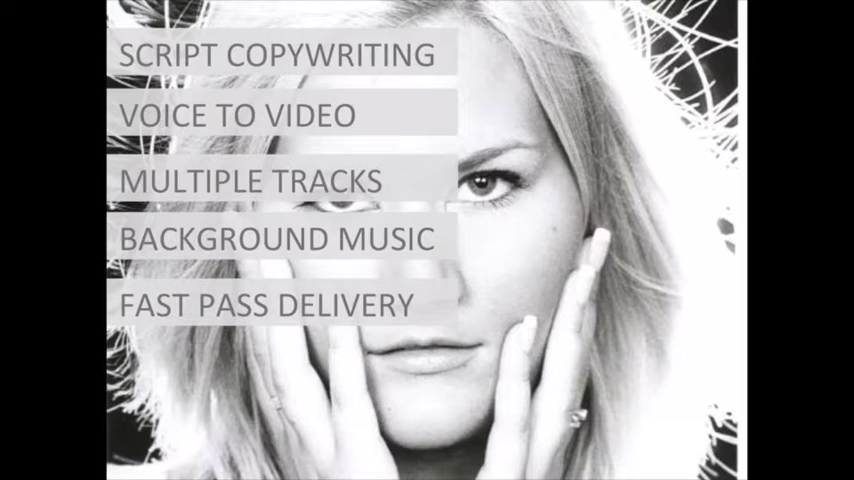 SCRIPT COPYWRITING
VOICE TO VIDEO
MULTIPLE TRACKS
BACKGROUND MUSIC
FAST PASS DELIVERY